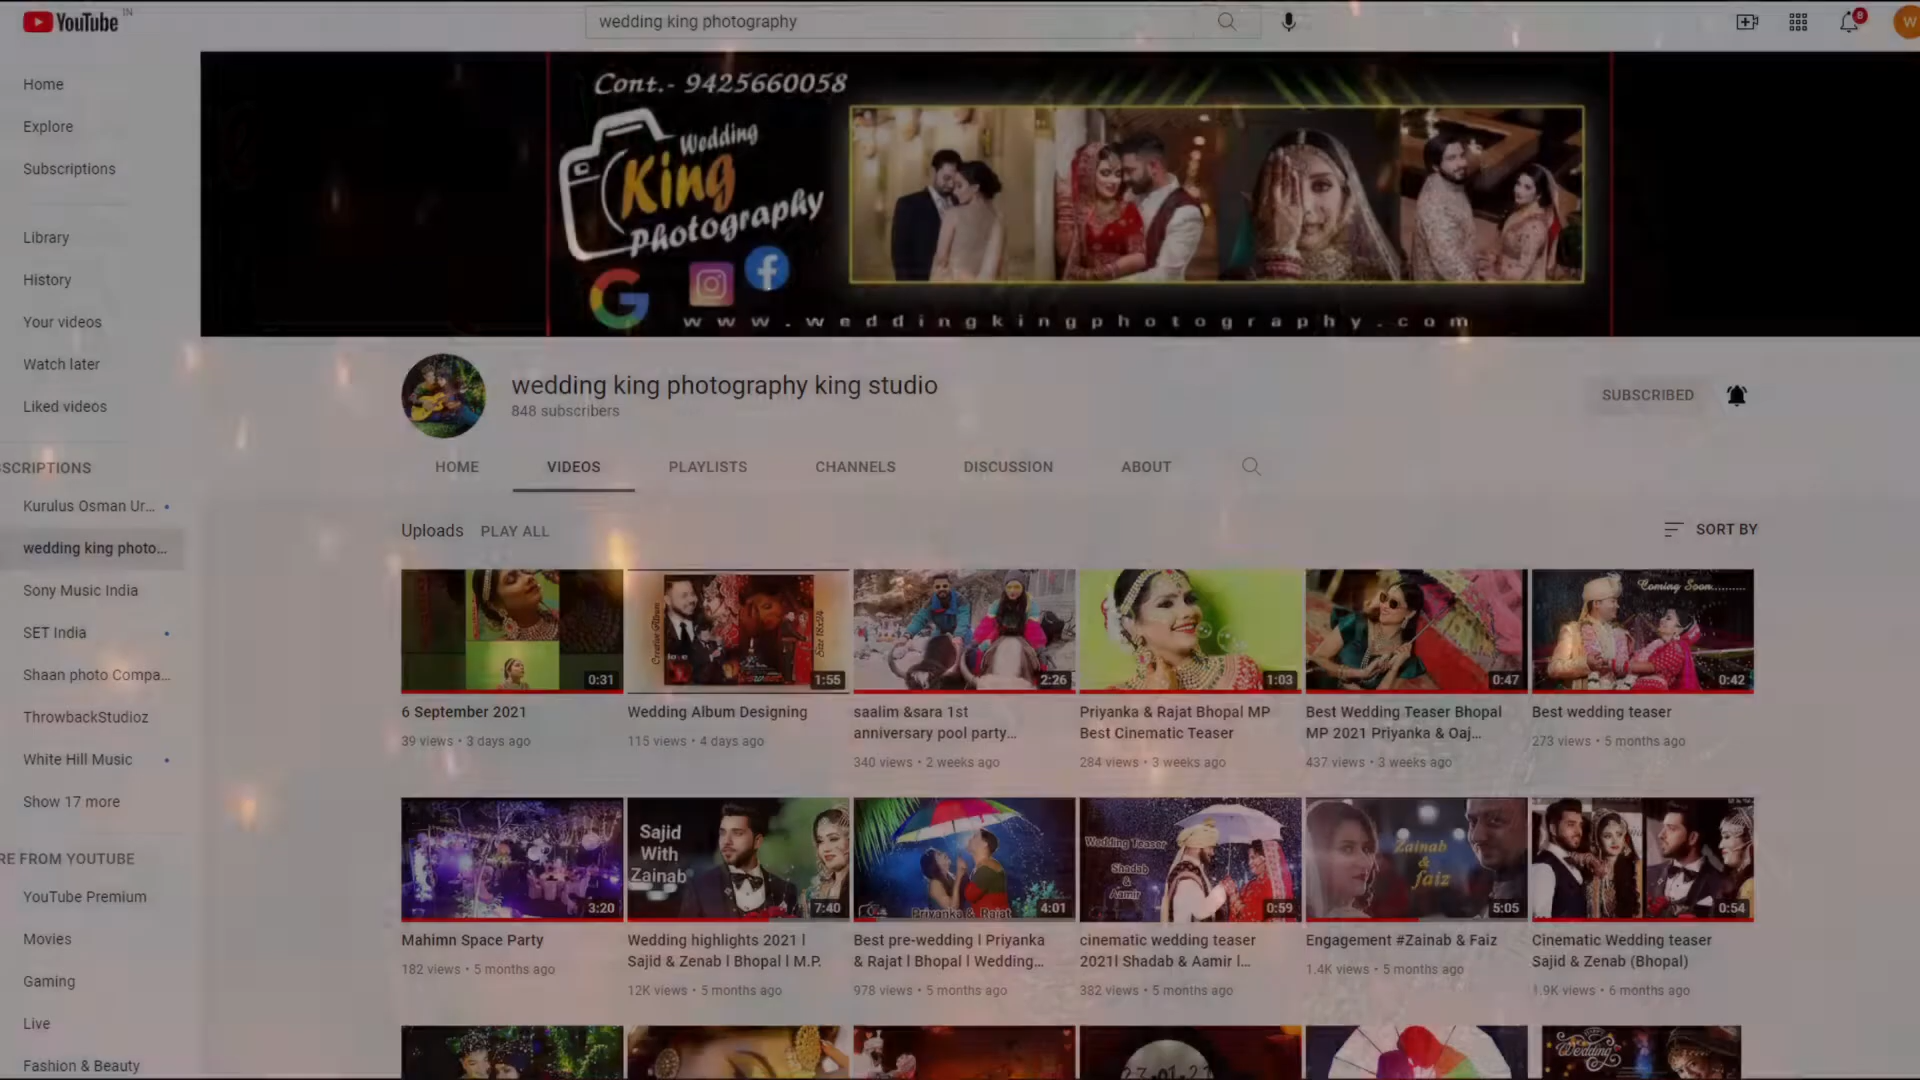 YouTube IN
wedding king photography
8
W
Home
Explore
Subscriptions
Library
History
Your videos
Watch later
Liked videos
SCRIPTIONS
Kurulus Osman Ur...
wedding king photo...
Sony Music India
SET India
Shaan photo Compa...
ThrowbackStudioz
White Hill Music
Show 17 more
RE FROM YOUTUBE
YouTube Premium
Movies
Gaming
Live
Fashion & Beauty
Cont.- 9425660058
Wedding
King
Photography
www.weddingkingphotography.com
wedding king photography king studio
848 subscribers
SUBSCRIBED
HOME VIDEOS PLAYLISTS CHANNELS DISCUSSION ABOUT
Uploads PLAY ALL
SORT BY
0:31
6 September 2021
39 views • 3 days ago
Creative Album
Size 18x24
1:55
Wedding Album Designing
115 views • 4 days ago
2:26
saalim &sara 1st
anniversary pool party...
340 views • 2 weeks ago
1:03
Priyanka & Rajat Bhopal MP
Best Cinematic Teaser
284 views • 3 weeks ago
0:47
Best Wedding Teaser Bhopal
MP 2021 Priyanka & Oaj...
437 views • 3 weeks ago
Coming Soon..........
0:42
Best wedding teaser
273 views • 5 months ago
3:20
Mahimn Space Party
182 views • 5 months ago
Sajid
With
Zainab
7:40
Wedding highlights 2021 l
Sajid & Zenab l Bhopal l M.P.
12K views • 5 months ago
Priyanka & Rajat
4:01
Best pre-wedding l Priyanka
& Rajat l Bhopal l Wedding...
978 views • 5 months ago
Wedding Teaser
Shadab
&
Aamir
0:59
cinematic wedding teaser
2021l Shadab & Aamir l...
382 views • 5 months ago
Zainab
&
faiz
5:05
Engagement #Zainab & Faiz
1.4K views • 5 months ago
0:54
Cinematic Wedding teaser
Sajid & Zenab (Bhopal)
1.9K views • 6 months ago
Wedding